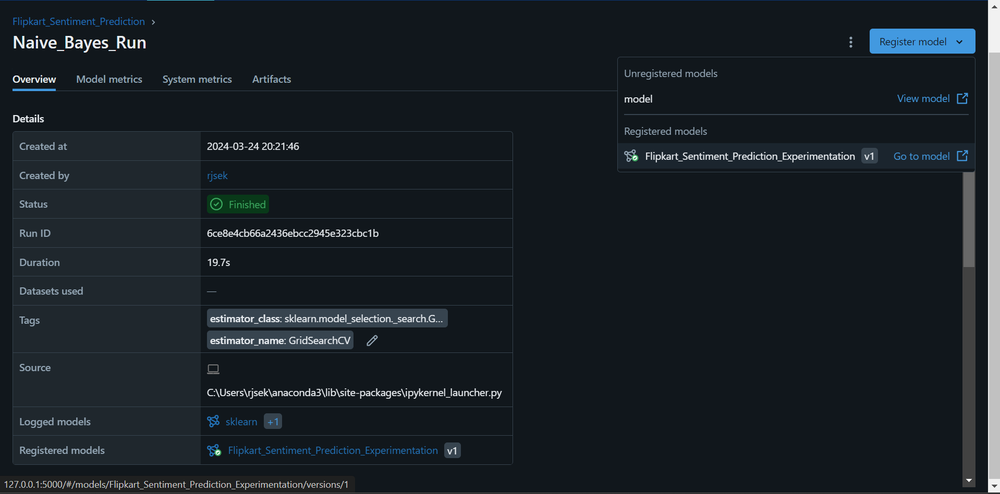 Flipkart_Sentiment_Prediction
Naive_Bayes_Run
Register model
Overview Model metrics System metrics Artifacts
Unregistered models
model View model
Registered models
Flipkart_Sentiment_Prediction_Experimentation v1 Go to model
Details
Created at 2024-03-24 20:21:46
Created by rjsek
Status Finished
Run ID 6ce8e4cb66a2436ebcc2945e323cbc1b
Duration 19.7s
Datasets used —
Tags estimator_class: sklearn.model_selection._search.G...
estimator_name: GridSearchCV
Source
C:\Users\rjsek\anaconda3\lib\site-packages\ipykernel_launcher.py
Logged models sklearn +1
Registered models Flipkart_Sentiment_Prediction_Experimentation v1
127.0.0.1:5000/#/models/Flipkart_Sentiment_Prediction_Experimentation/versions/1